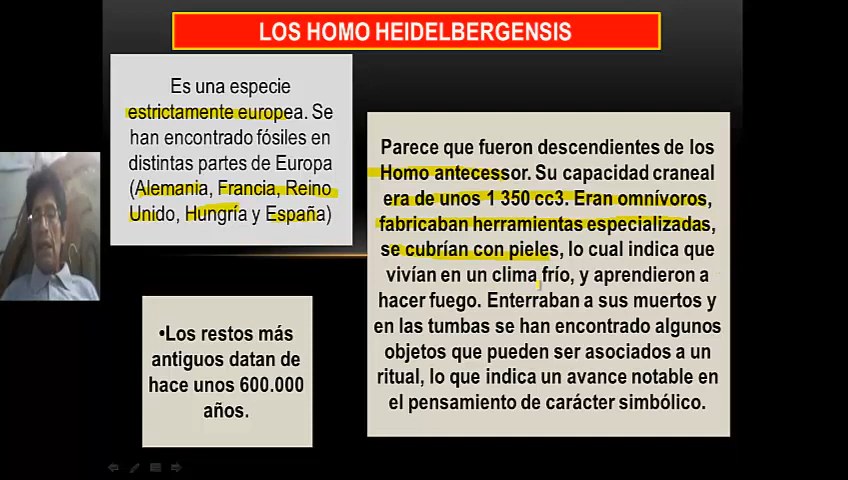 LOS HOMO HEIDELBERGENSIS
Es una especie
estrictamente europea. Se
han encontrado fósiles en
distintas partes de Europa
(Alemania, Francia, Reino
Unido, Hungría y España)
Parece que fueron descendientes de los
Homo antecessor. Su capacidad craneal
era de unos 1 350 cc3. Eran omnívoros,
fabricaban herramientas especializadas,
se cubrían con pieles, lo cual indica que
vivían en un clima frío, y aprendieron a
hacer fuego. Enterraban a sus muertos y
en las tumbas se han encontrado algunos
objetos que pueden ser asociados a un
ritual, lo que indica un avance notable en
el pensamiento de carácter simbólico.
•Los restos más
antiguos datan de
hace unos 600.000
años.